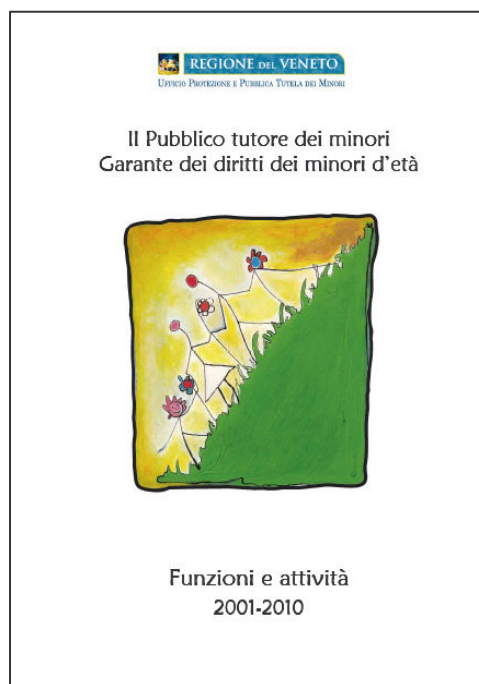 REGIONE DEL VENETO
UFFICIO PROTEZIONE E PUBBLICA TUTELA DEI MINORI
Il Pubblico tutore dei minori
Garante dei diritti dei minori d'età
Funzioni e attività
2001-2010